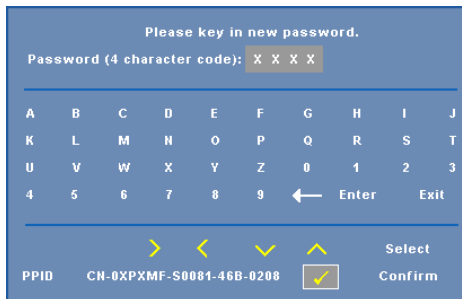 Please key in new password.
Password (4 character code): X X X X
A B C D E F G H I J
K L M N O P Q R S T
U V W X Y Z 0 1 2 3
4 5 6 7 8 9 Enter Exit
Select
PPID CN-0XPXMF-S0081-46B-0208 Confirm